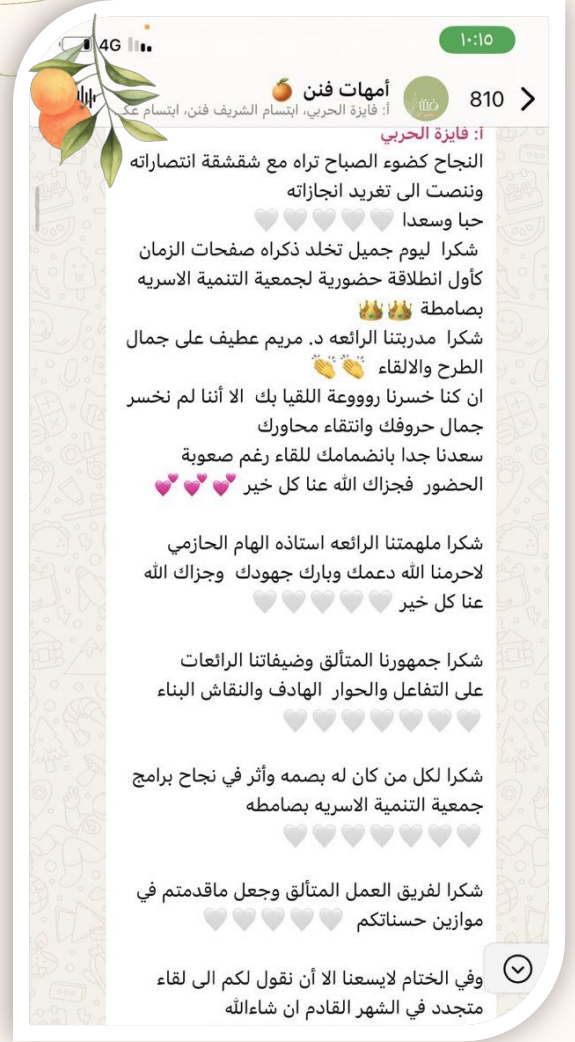 4G
١٠:١٥
أمهات فنن 🍊
810
أ: فايزة الحربي، ابتسام الشريف فنن، ابتسام عك...
أ: فايزة الحربي
النجاح كضوء الصباح تراه مع شقشقة انتصاراته
وننصت الى تغريد انجازاته
حبا وسعدا 🤍🤍🤍🤍🤍
شكرا ليوم جميل تخلد ذكراه صفحات الزمان
كأول انطلاقة حضورية لجمعية التنمية الاسريه
بصامطة 👑👑
شكرا مدربتنا الرائعه د. مريم عطيف على جمال
الطرح والالقاء 👏👏
ان كنا خسرنا روووعة اللقيا بك الا أننا لم نخسر
جمال حروفك وانتقاء محاورك
سعدنا جدا بانضمامك للقاء رغم صعوبة
الحضور فجزاك الله عنا كل خير 💕💕💕
شكرا ملهمتنا الرائعه استاذه الهام الحازمي
لاحرمنا الله دعمك وبارك جهودك وجزاك الله
عنا كل خير 🤍🤍🤍🤍🤍
شكرا جمهورنا المتألق وضيفاتنا الرائعات
على التفاعل والحوار الهادف والنقاش البناء
🤍🤍🤍🤍🤍🤍🤍
شكرا لكل من كان له بصمه وأثر في نجاح برامج
جمعية التنمية الاسريه بصامطه
🤍🤍🤍🤍🤍🤍🤍
شكرا لفريق العمل المتألق وجعل ماقدمتم في
موازين حسناتكم 🤍🤍🤍🤍🤍
وفي الختام لايسعنا الا أن نقول لكم الى لقاء
متجدد في الشهر القادم ان شاءالله